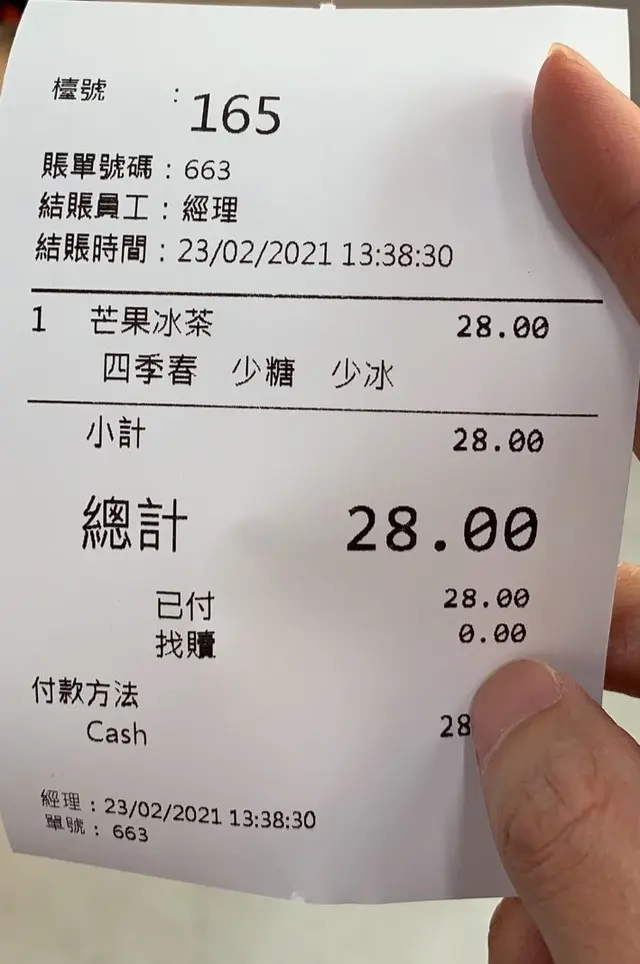 檯號 : 165
賬單號碼 : 663
結賬員工 : 經理
結賬時間 : 23/02/2021 13:38:30
1 芒果冰茶 28.00
四季春 少糖 少冰
小計 28.00
總計 28.00
已付 28.00
找贖 0.00
付款方法
Cash 28
經理 : 23/02/2021 13:38:30
單號 : 663